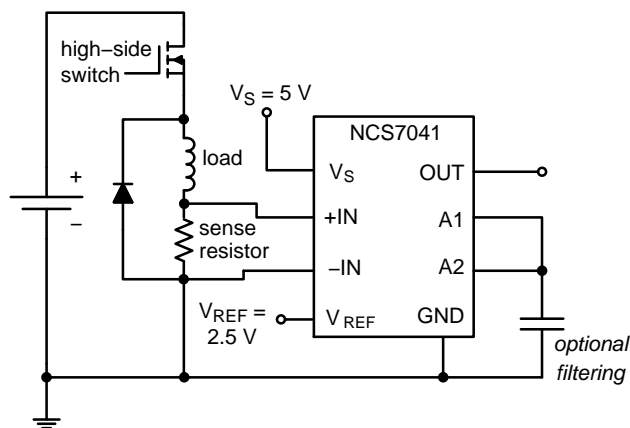 high–side
switch
+
–
load
sense
resistor
V_S = 5 V
NCS7041
V_S
OUT
+IN
A1
–IN
A2
V_REF =
2.5 V
V_REF
GND
optional
filtering